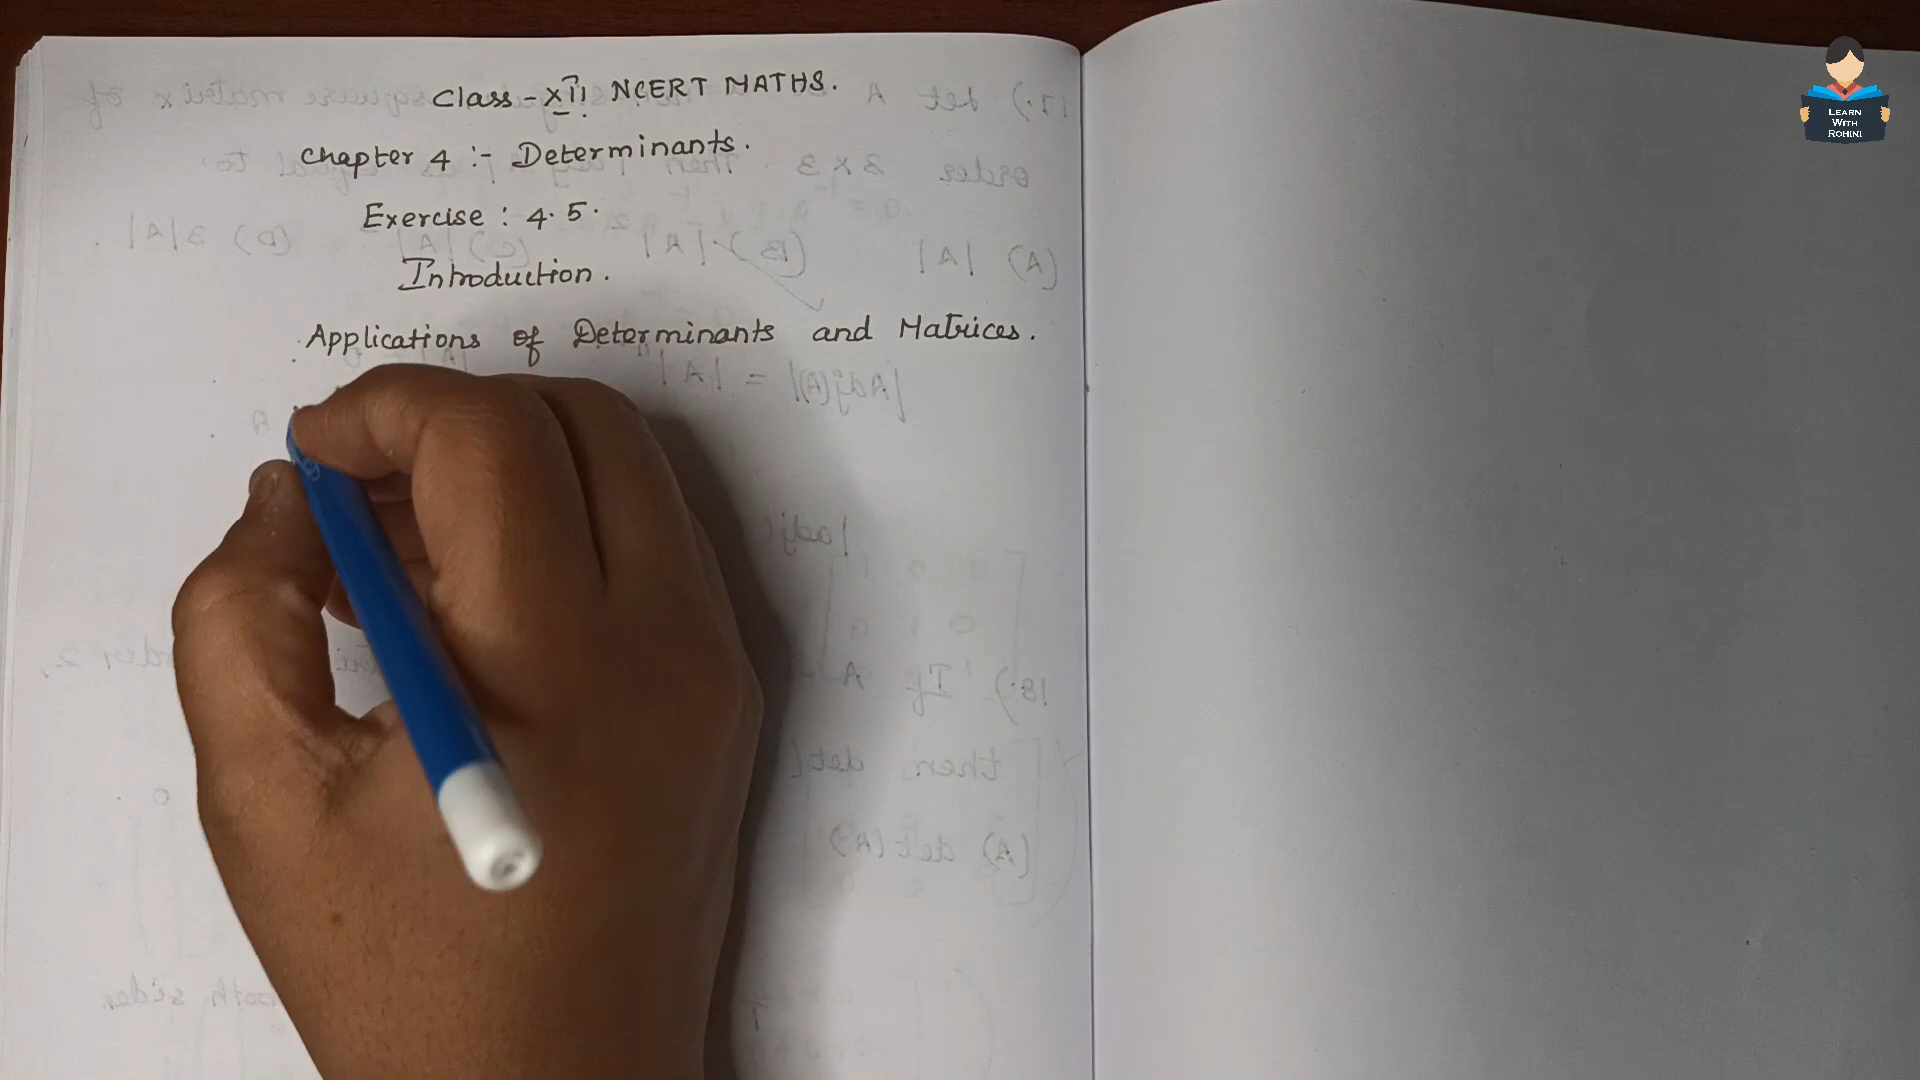 Class - XII NCERT MATHS.
Chapter 4 :- Determinants.
Exercise : 4.5.
Introduction.
Applications of Determinants and Matrices.
LEARN
WITH
ROHINI